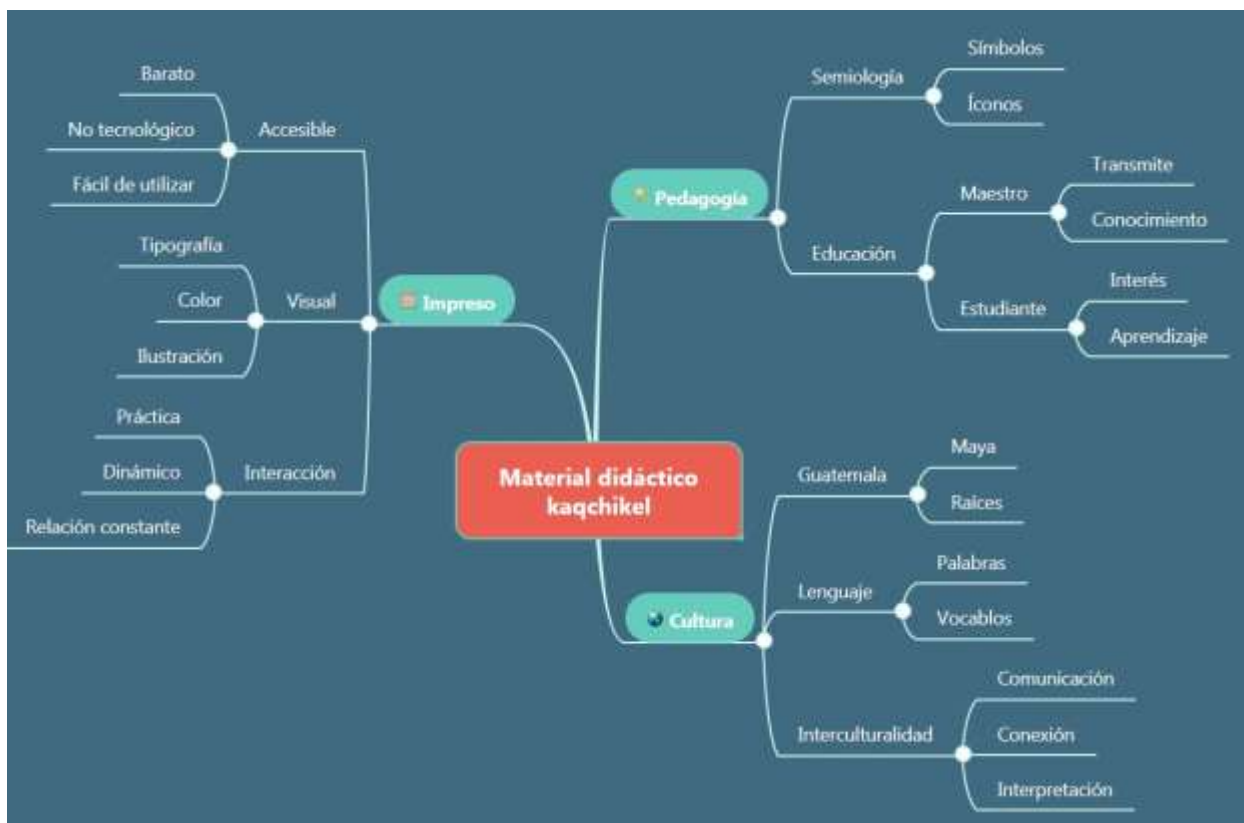 Barato
No tecnológico
Fácil de utilizar
Accesible
Tipografía
Color
Ilustración
Visual
Práctica
Dinámico
Relación constante
Interacción
Impreso
Material didáctico
kaqchikel
Pedagogía
Semiología
Símbolos
Íconos
Educación
Maestro
Transmite
Conocimiento
Estudiante
Interés
Aprendizaje
Cultura
Guatemala
Maya
Raíces
Lenguaje
Palabras
Vocablos
Interculturalidad
Comunicación
Conexión
Interpretación